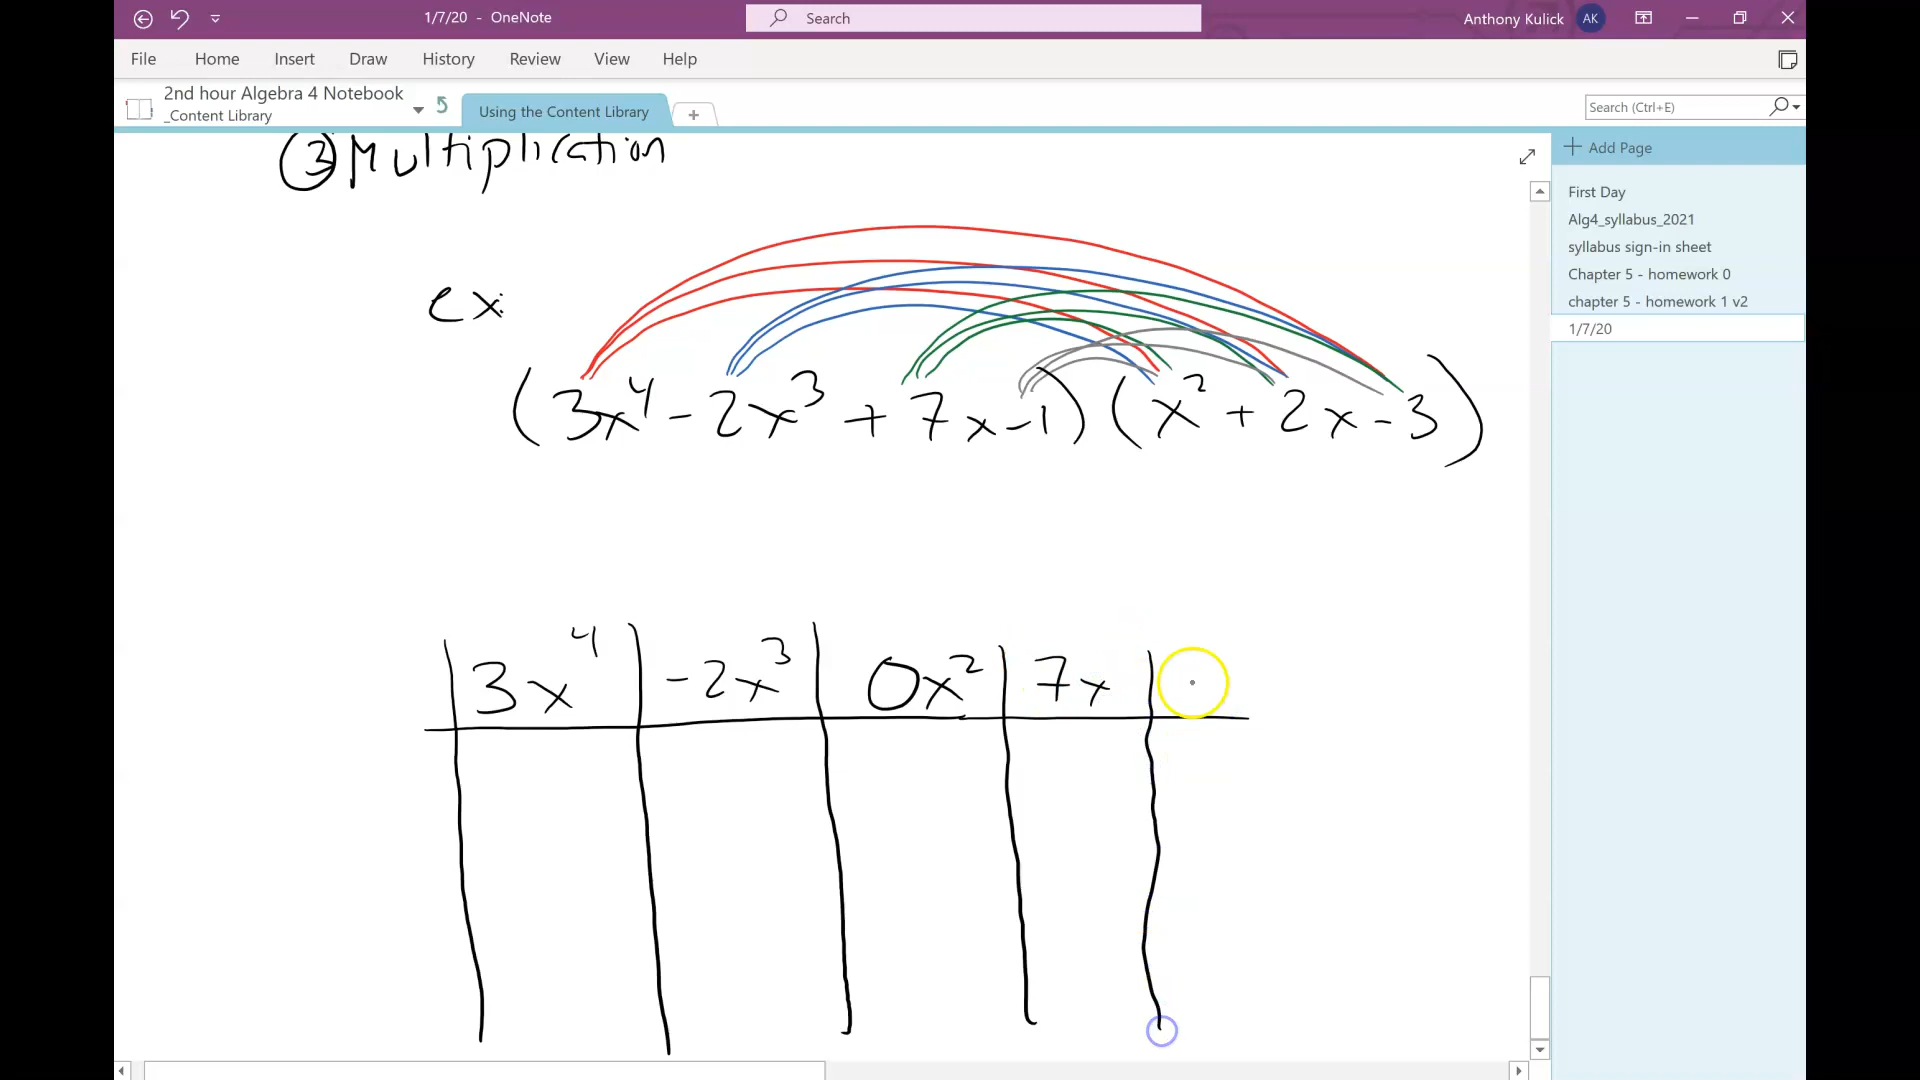 1/7/20 - OneNote
Search
Anthony Kulick AK
File Home Insert Draw History Review View Help
2nd hour Algebra 4 Notebook
_Content Library
Using the Content Library
Search (Ctrl+E)
Add Page
First Day
Alg4_syllabus_2021
syllabus sign-in sheet
Chapter 5 - homework 0
chapter 5 - homework 1 v2
1/7/20
③ Multiplication
ex:
(3x⁴ - 2x³ + 7x - 1)(x² + 2x - 3)
3x⁴ | -2x³ | 0x² | 7x |